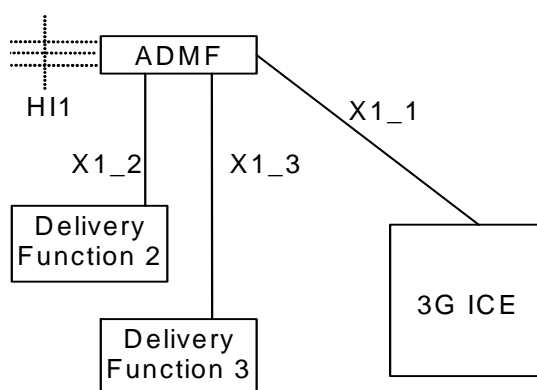 ADMF
HI1
X1_1
X1_2
X1_3
Delivery
Function 2
3G ICE
Delivery
Function 3